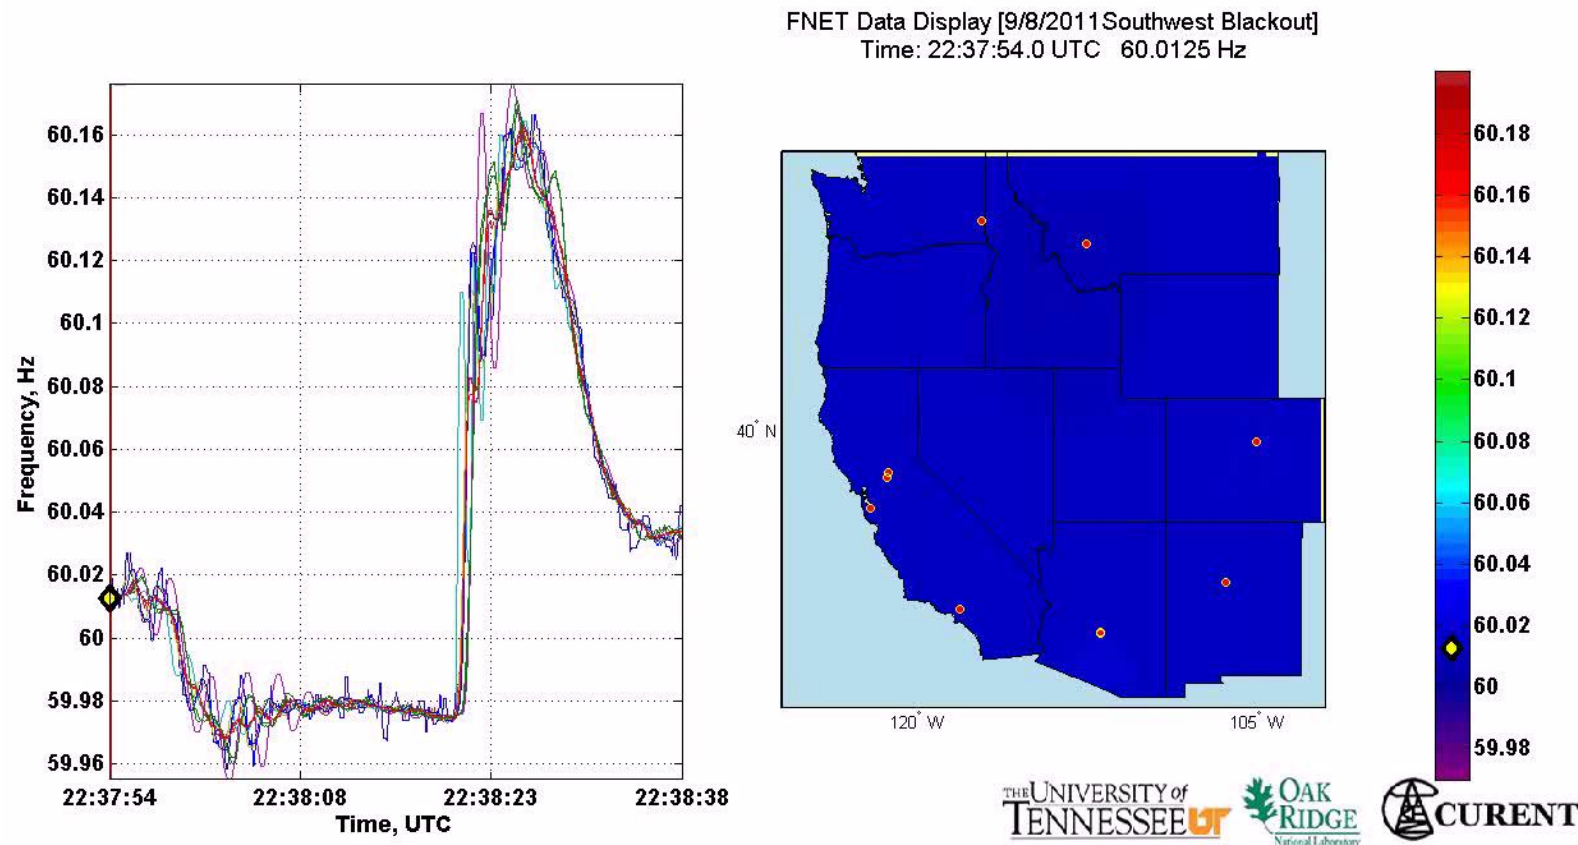 FNET Data Display [9/8/2011Southwest Blackout]
Time: 22:37:54.0 UTC 60.0125 Hz
Frequency, Hz
60.16
60.14
60.12
60.1
60.08
60.06
60.04
60.02
60
59.98
59.96
22:37:54 22:38:08 22:38:23 22:38:38
Time, UTC
40° N
120° W 105° W
60.18
60.16
60.14
60.12
60.1
60.08
60.06
60.04
60.02
60
59.98
THE UNIVERSITY of
TENNESSEE UT
OAK
RIDGE
National Laboratory
CURENT